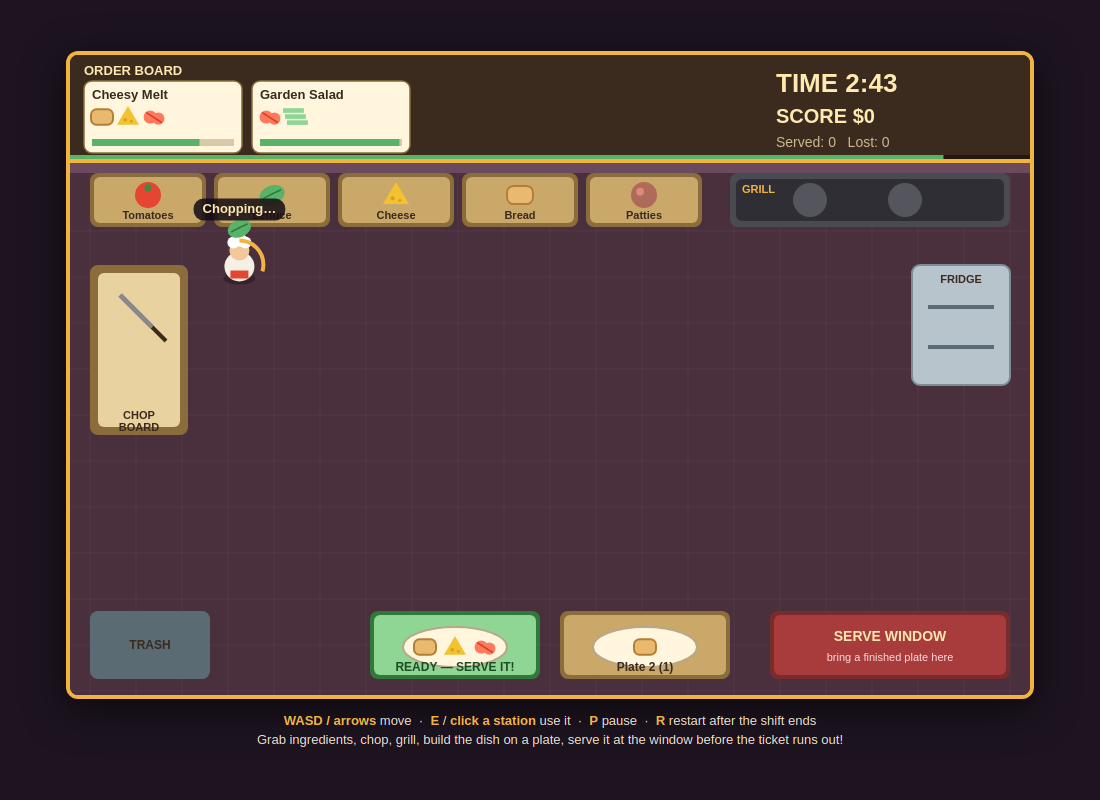 ORDER BOARD
Cheesy Melt
Garden Salad
TIME 2:43
SCORE $0
Served: 0 Lost: 0
Tomatoes
Chopping…
Cheese
Bread
Patties
GRILL
FRIDGE
CHOP
BOARD
TRASH
READY — SERVE IT!
Plate 2 (1)
SERVE WINDOW
bring a finished plate here
WASD / arrows move · E / click a station use it · P pause · R restart after the shift ends
Grab ingredients, chop, grill, build the dish on a plate, serve it at the window before the ticket runs out!